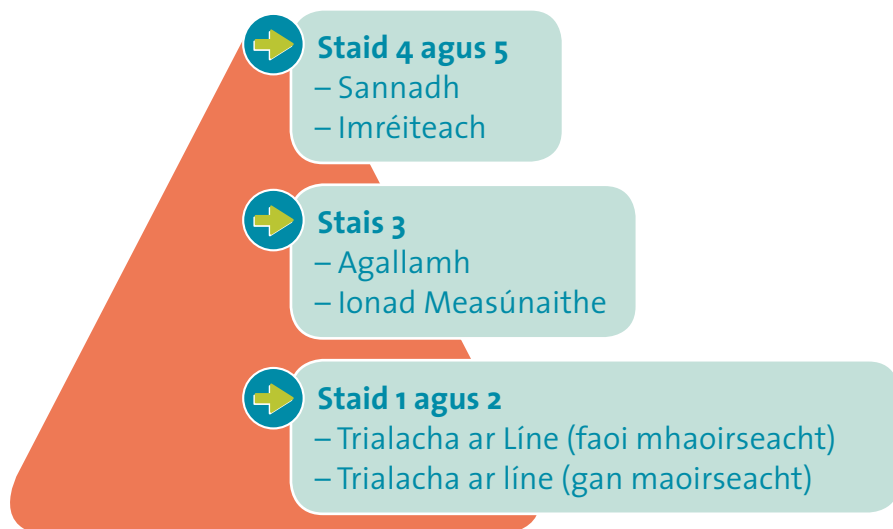 Staid 4 agus 5
– Sannadh
– Imréiteach
Stais 3
– Agallamh
– Ionad Measúnaithe
Staid 1 agus 2
– Trialacha ar Líne (faoi mhaoirseacht)
– Trialacha ar líne (gan maoirseacht)